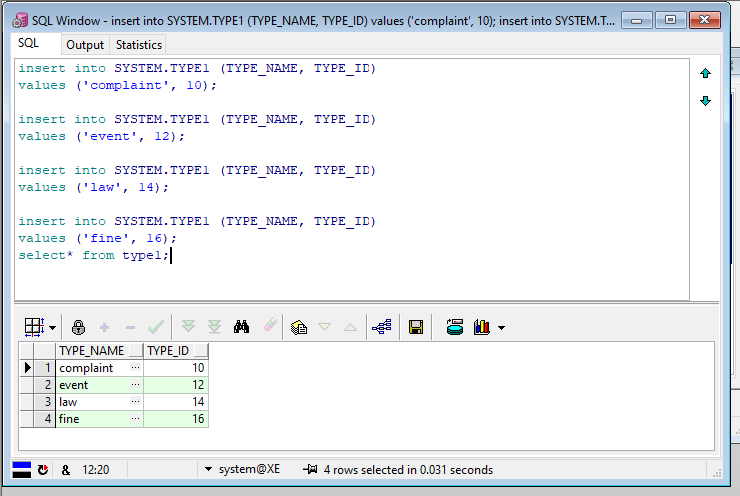 SQL Window - insert into SYSTEM.TYPE1 (TYPE_NAME, TYPE_ID) values ('complaint', 10); insert into SYSTEM.T...
SQL Output Statistics
insert into SYSTEM.TYPE1 (TYPE_NAME, TYPE_ID)
values ('complaint', 10);
insert into SYSTEM.TYPE1 (TYPE_NAME, TYPE_ID)
values ('event', 12);
insert into SYSTEM.TYPE1 (TYPE_NAME, TYPE_ID)
values ('law', 14);
insert into SYSTEM.TYPE1 (TYPE_NAME, TYPE_ID)
values ('fine', 16);
select* from type1;
TYPE_NAME TYPE_ID
1 complaint ... 10
2 event ... 12
3 law ... 14
4 fine ... 16
& 12:20 system@XE 4 rows selected in 0.031 seconds